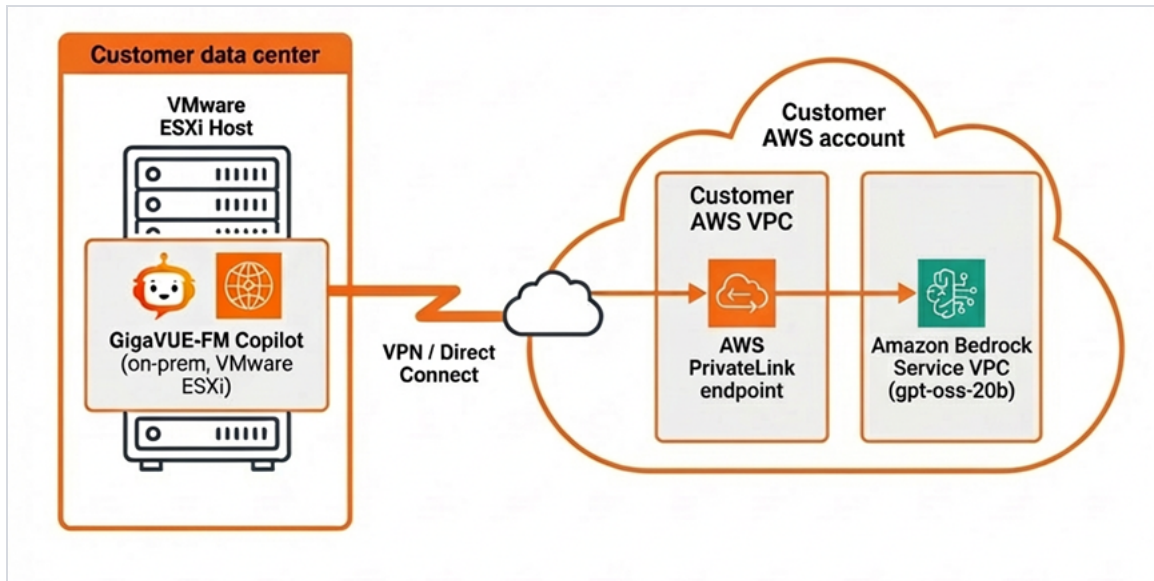 Customer data center
VMware
ESXi Host
GigaVUE-FM Copilot
(on-prem, VMware
ESXi)
VPN / Direct
Connect
Customer
AWS account
Customer
AWS VPC
AWS
PrivateLink
endpoint
Amazon Bedrock
Service VPC
(gpt-oss-20b)